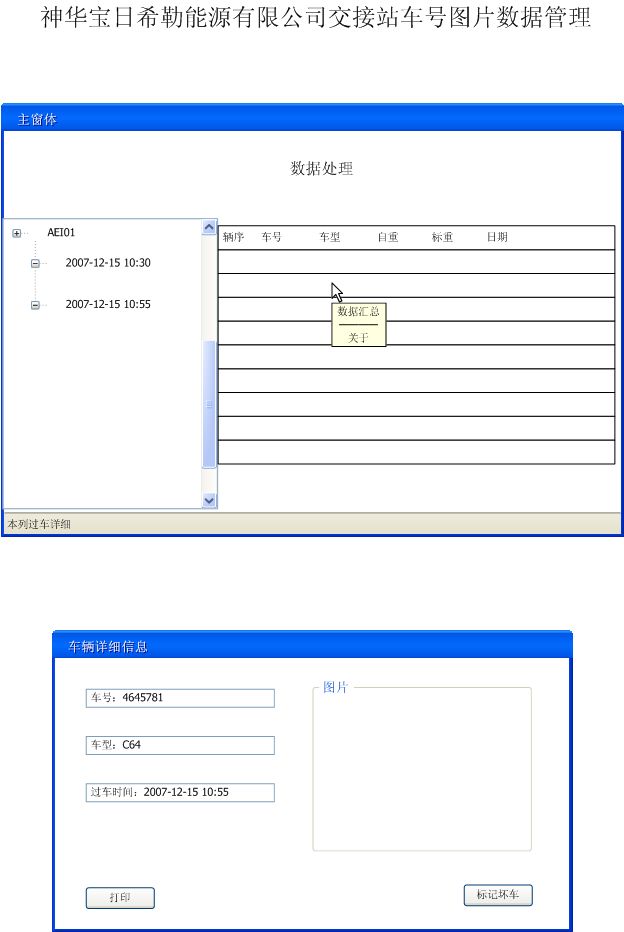 神华宝日希勒能源有限公司交接站车号图片数据管理
主窗体
数据处理
AEI01
2007-12-15 10:30
2007-12-15 10:55
辆序 车号 车型 自重 标重 日期
数据汇总
关于
本列过车详细
车辆详细信息
车号：4645781
车型：C64
过车时间：2007-12-15 10:55
图片
打印
标记坏车